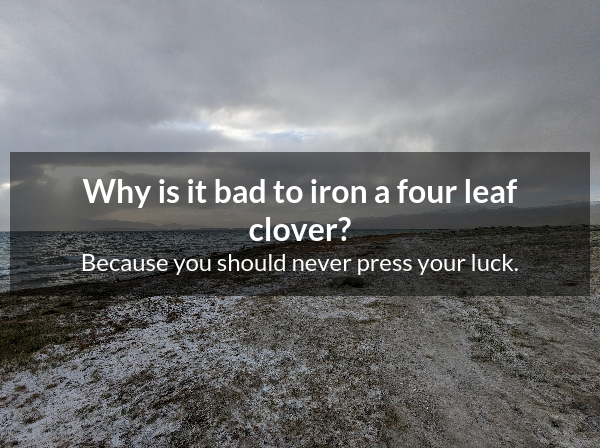 Why is it bad to iron a four leaf
clover?
Because you should never press your luck.